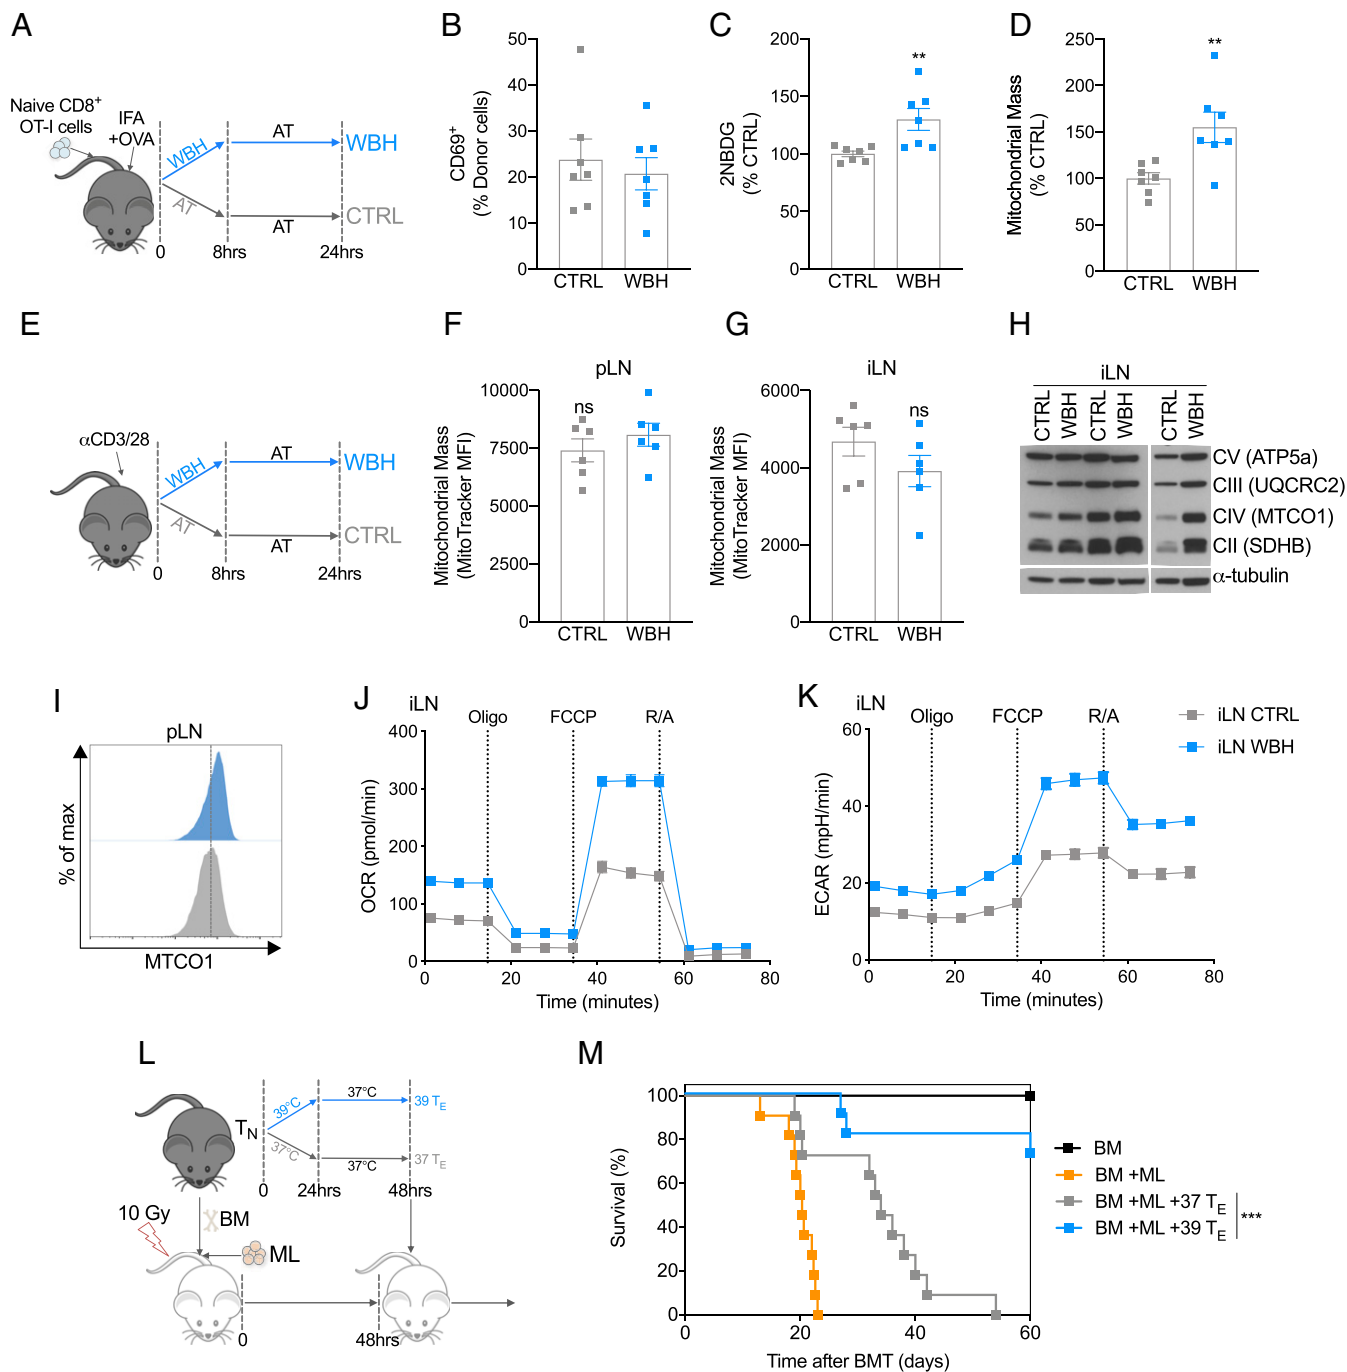 A
Naive CD8⁺
OT-I cells
IFA
+OVA
WBH
AT
WBH
AT
AT
CTRL
0
8hrs
24hrs
B
CD69⁺
(% Donor cells)
50
40
30
20
10
0
CTRL
WBH
C
2NBDG
(% CTRL)
200
150
100
50
0
**
CTRL
WBH
D
Mitochondrial Mass
(% CTRL)
250
200
150
100
50
0
**
CTRL
WBH
E
αCD3/28
WBH
AT
WBH
AT
AT
CTRL
0
8hrs
24hrs
F
pLN
Mitochondrial Mass
(MitoTracker MFI)
10000
7500
5000
2500
0
ns
CTRL
WBH
G
iLN
Mitochondrial Mass
(MitoTracker MFI)
6000
4000
2000
0
ns
CTRL
WBH
H
iLN
CTRL
WBH
CTRL
WBH
CTRL
WBH
CV (ATP5a)
CIII (UQCRC2)
CIV (MTCO1)
CII (SDHB)
α-tubulin
I
pLN
% of max
MTCO1
J
iLN
Oligo
FCCP
R/A
OCR (pmol/min)
400
300
200
100
0
0
20
40
60
80
Time (minutes)
K
iLN
Oligo
FCCP
R/A
ECAR (mpH/min)
60
40
20
0
0
20
40
60
80
Time (minutes)
iLN CTRL
iLN WBH
L
T_N
39°C
37°C
39 T_E
37°C
37°C
37 T_E
0
24hrs
48hrs
10 Gy
BM
ML
0
48hrs
M
Survival (%)
100
80
60
40
20
0
0
20
40
60
Time after BMT (days)
BM
BM +ML
BM +ML +37 T_E
BM +ML +39 T_E
***